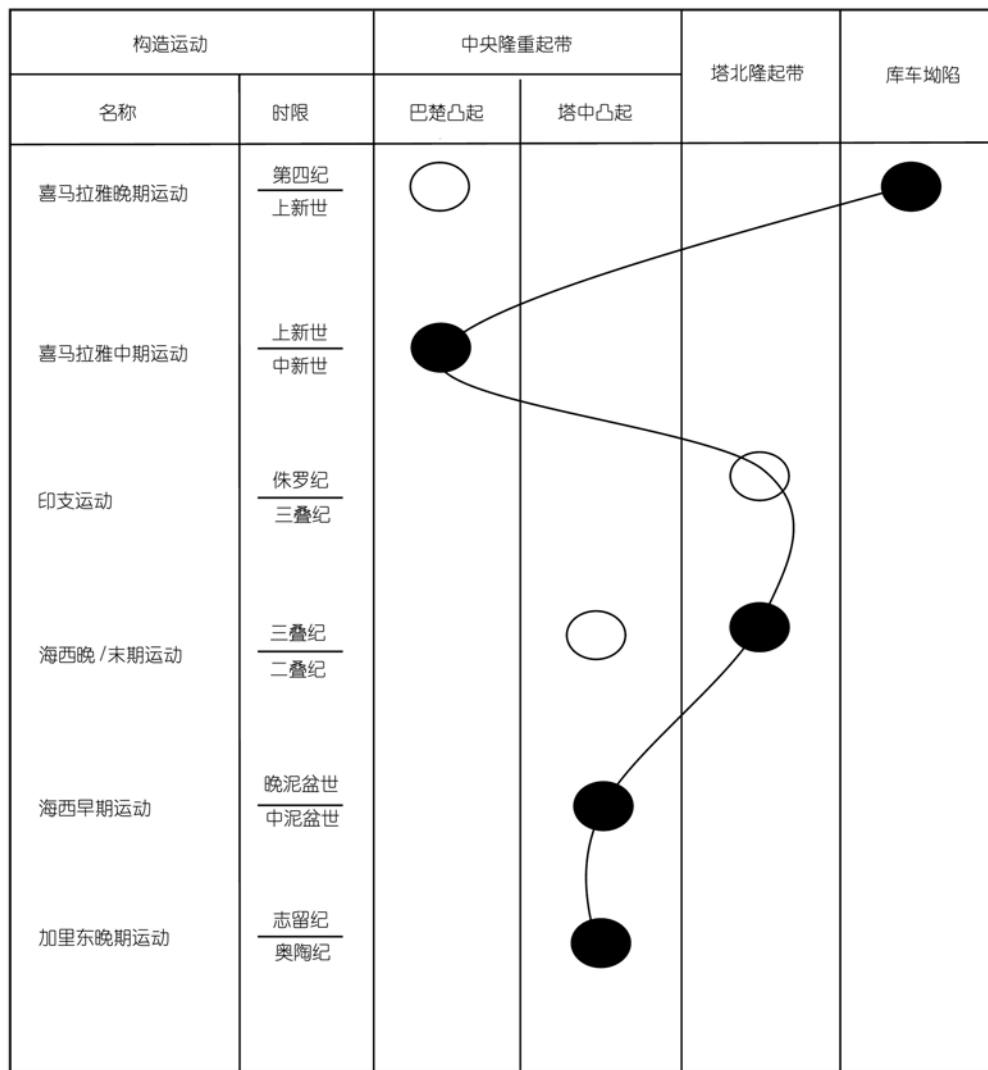 构造运动
中央隆重起带
塔北隆起带
库车坳陷
名称
时限
巴楚凸起
塔中凸起
喜马拉雅晚期运动
第四纪
上新世
喜马拉雅中期运动
上新世
中新世
印支运动
侏罗纪
三叠纪
海西晚/末期运动
三叠纪
二叠纪
海西早期运动
晚泥盆世
中泥盆世
加里东晚期运动
志留纪
奥陶纪